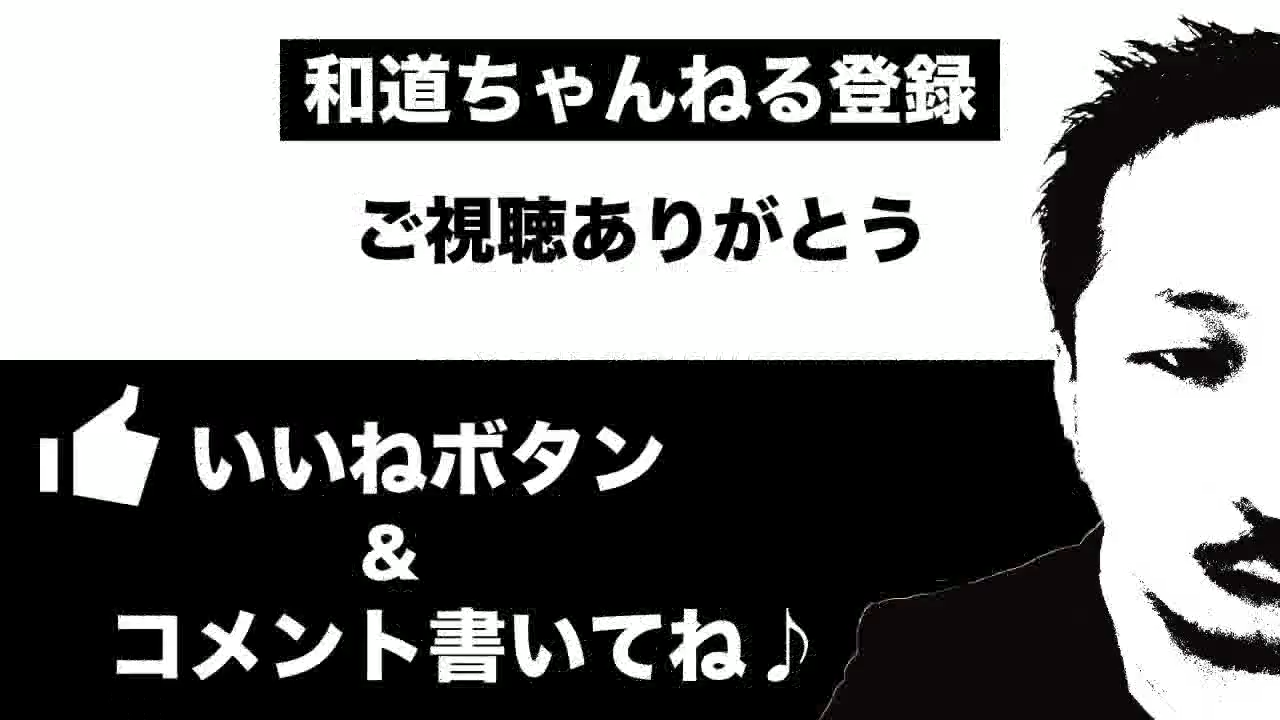 和道ちゃんねる登録
ご視聴ありがとう
いいねボタン
&
コメント書いてね♪